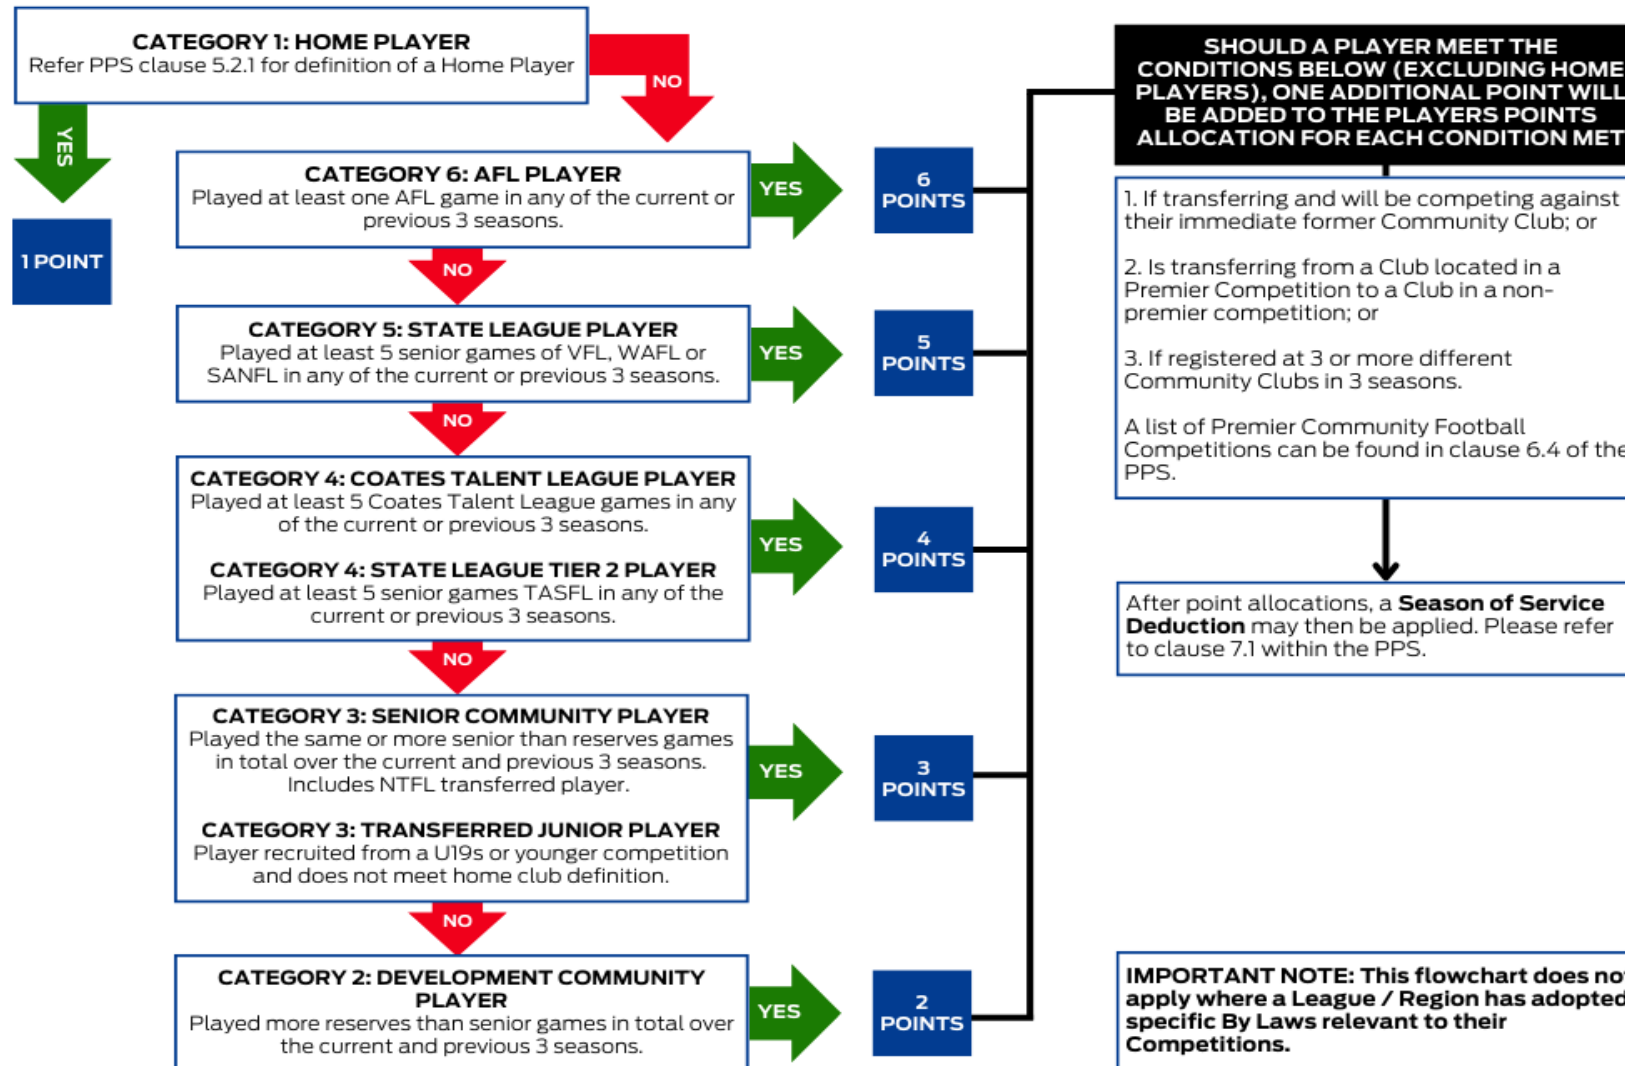 CATEGORY 1: HOME PLAYER
Refer PPS clause 5.2.1 for definition of a Home Player
NO
YES
1 POINT
CATEGORY 6: AFL PLAYER
Played at least one AFL game in any of the current or
previous 3 seasons.
YES
6
POINTS
NO
CATEGORY 5: STATE LEAGUE PLAYER
Played at least 5 senior games of VFL, WAFL or
SANFL in any of the current or previous 3 seasons.
YES
5
POINTS
NO
CATEGORY 4: COATES TALENT LEAGUE PLAYER
Played at least 5 Coates Talent League games in any
of the current or previous 3 seasons.
CATEGORY 4: STATE LEAGUE TIER 2 PLAYER
Played at least 5 senior games TASFL in any of the
current or previous 3 seasons.
YES
4
POINTS
NO
CATEGORY 3: SENIOR COMMUNITY PLAYER
Played the same or more senior than reserves games
in total over the current and previous 3 seasons.
Includes NTFL transferred player.
CATEGORY 3: TRANSFERRED JUNIOR PLAYER
Player recruited from a U19s or younger competition
and does not meet home club definition.
YES
3
POINTS
NO
CATEGORY 2: DEVELOPMENT COMMUNITY
PLAYER
Played more reserves than senior games in total over
the current and previous 3 seasons.
YES
2
POINTS
SHOULD A PLAYER MEET THE
CONDITIONS BELOW (EXCLUDING HOME
PLAYERS), ONE ADDITIONAL POINT WILL
BE ADDED TO THE PLAYERS POINTS
ALLOCATION FOR EACH CONDITION MET
1. If transferring and will be competing against
their immediate former Community Club; or
2. Is transferring from a Club located in a
Premier Competition to a Club in a non-
premier competition; or
3. If registered at 3 or more different
Community Clubs in 3 seasons.
A list of Premier Community Football
Competitions can be found in clause 6.4 of the
PPS.
After point allocations, a Season of Service
Deduction may then be applied. Please refer
to clause 7.1 within the PPS.
IMPORTANT NOTE: This flowchart does not
apply where a League / Region has adopted
specific By Laws relevant to their
Competitions.